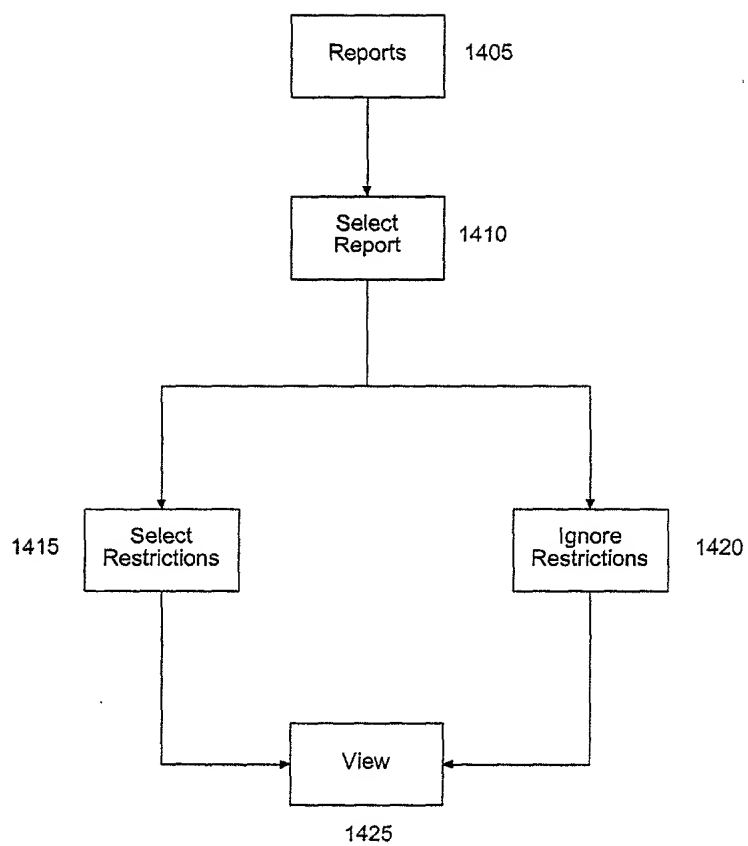 Reports
1405
Select
Report
1410
1415
Select
Restrictions
Ignore
Restrictions
1420
View
1425